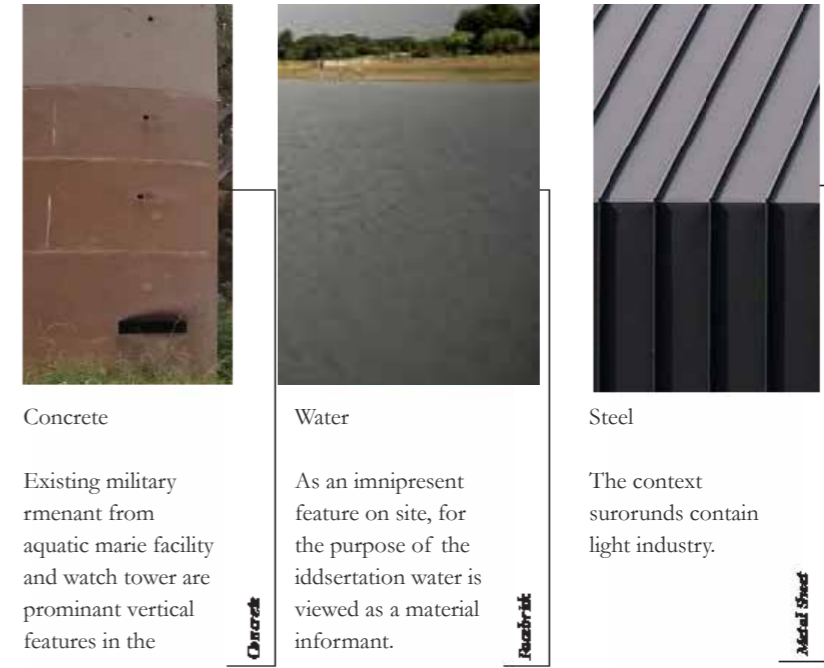 Concrete
Existing military
rmenant from
aquatic marie facility
and watch tower are
prominant vertical
features in the
Concrete
Water
As an imnipresent
feature on site, for
the purpose of the
iddsertation water is
viewed as a material
informant.
Facebrick
Steel
The context
surorunds contain
light industry.
Metal Sheet